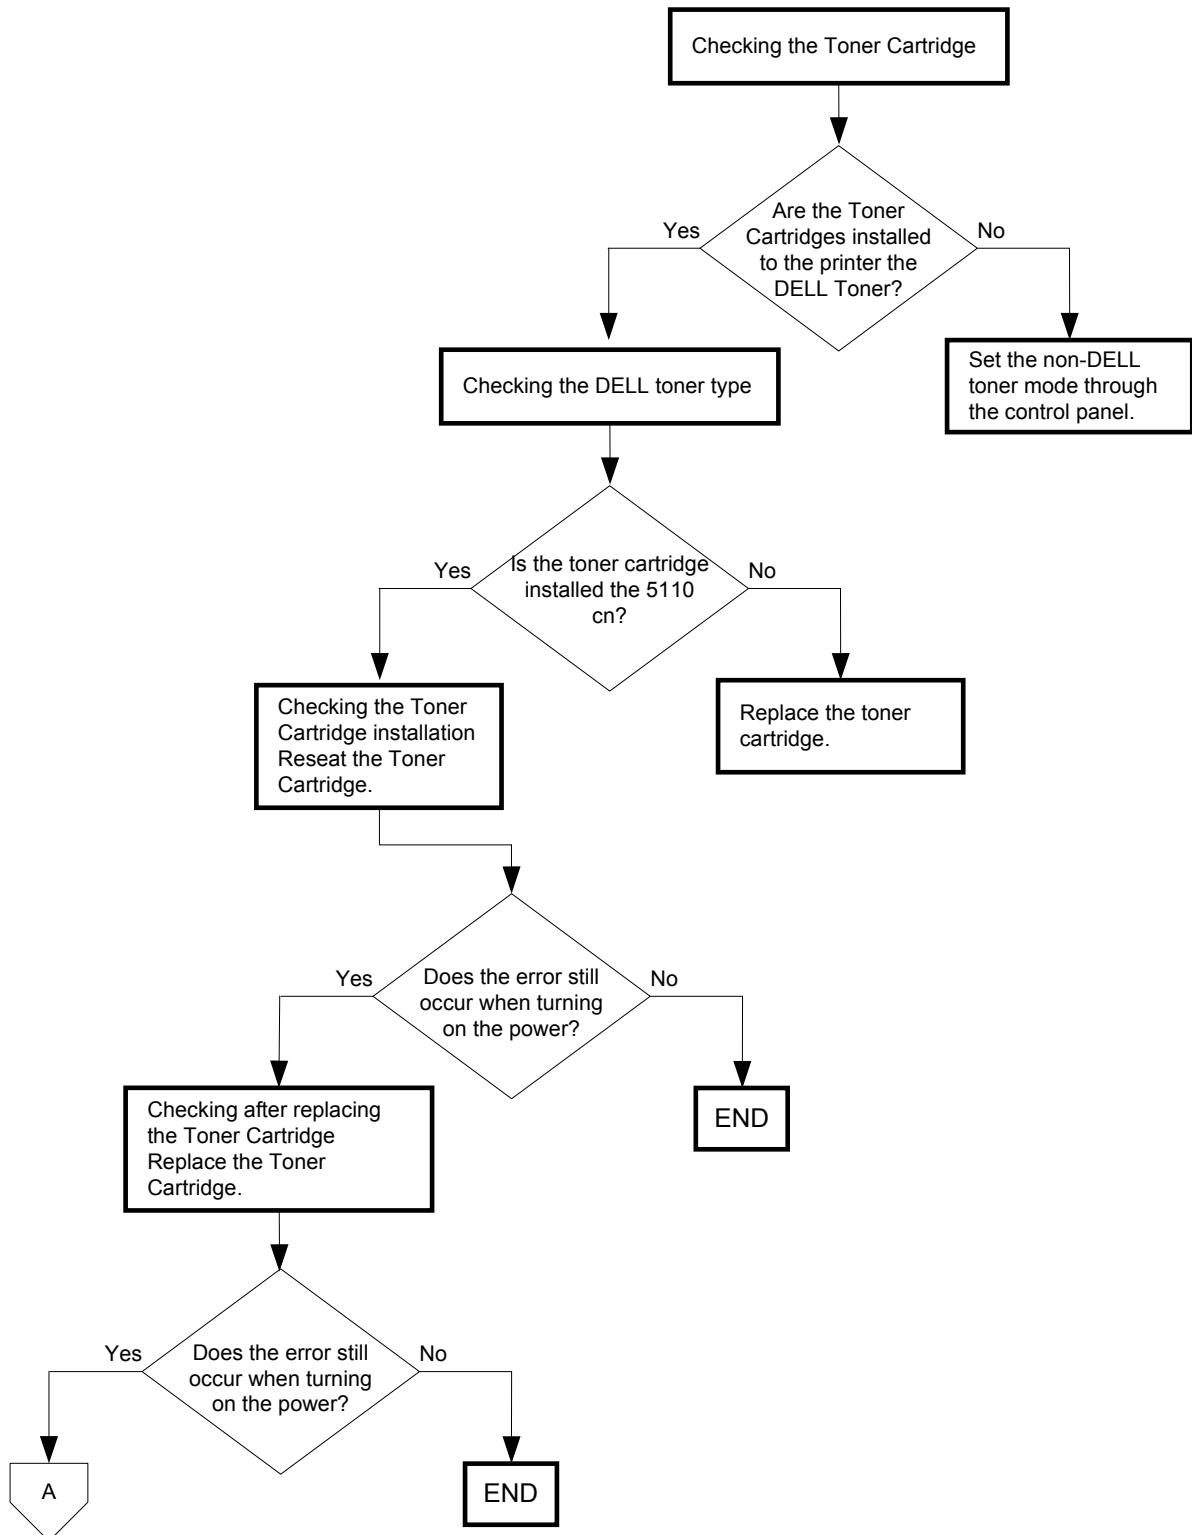 Checking the Toner Cartridge
Are the Toner
Cartridges installed
to the printer the
DELL Toner?
Yes
No
Checking the DELL toner type
Set the non-DELL
toner mode through
the control panel.
Is the toner cartridge
installed the 5110
cn?
Yes
No
Checking the Toner
Cartridge installation
Reseat the Toner
Cartridge.
Replace the toner
cartridge.
Does the error still
occur when turning
on the power?
Yes
No
Checking after replacing
the Toner Cartridge
Replace the Toner
Cartridge.
END
Does the error still
occur when turning
on the power?
Yes
No
A
END